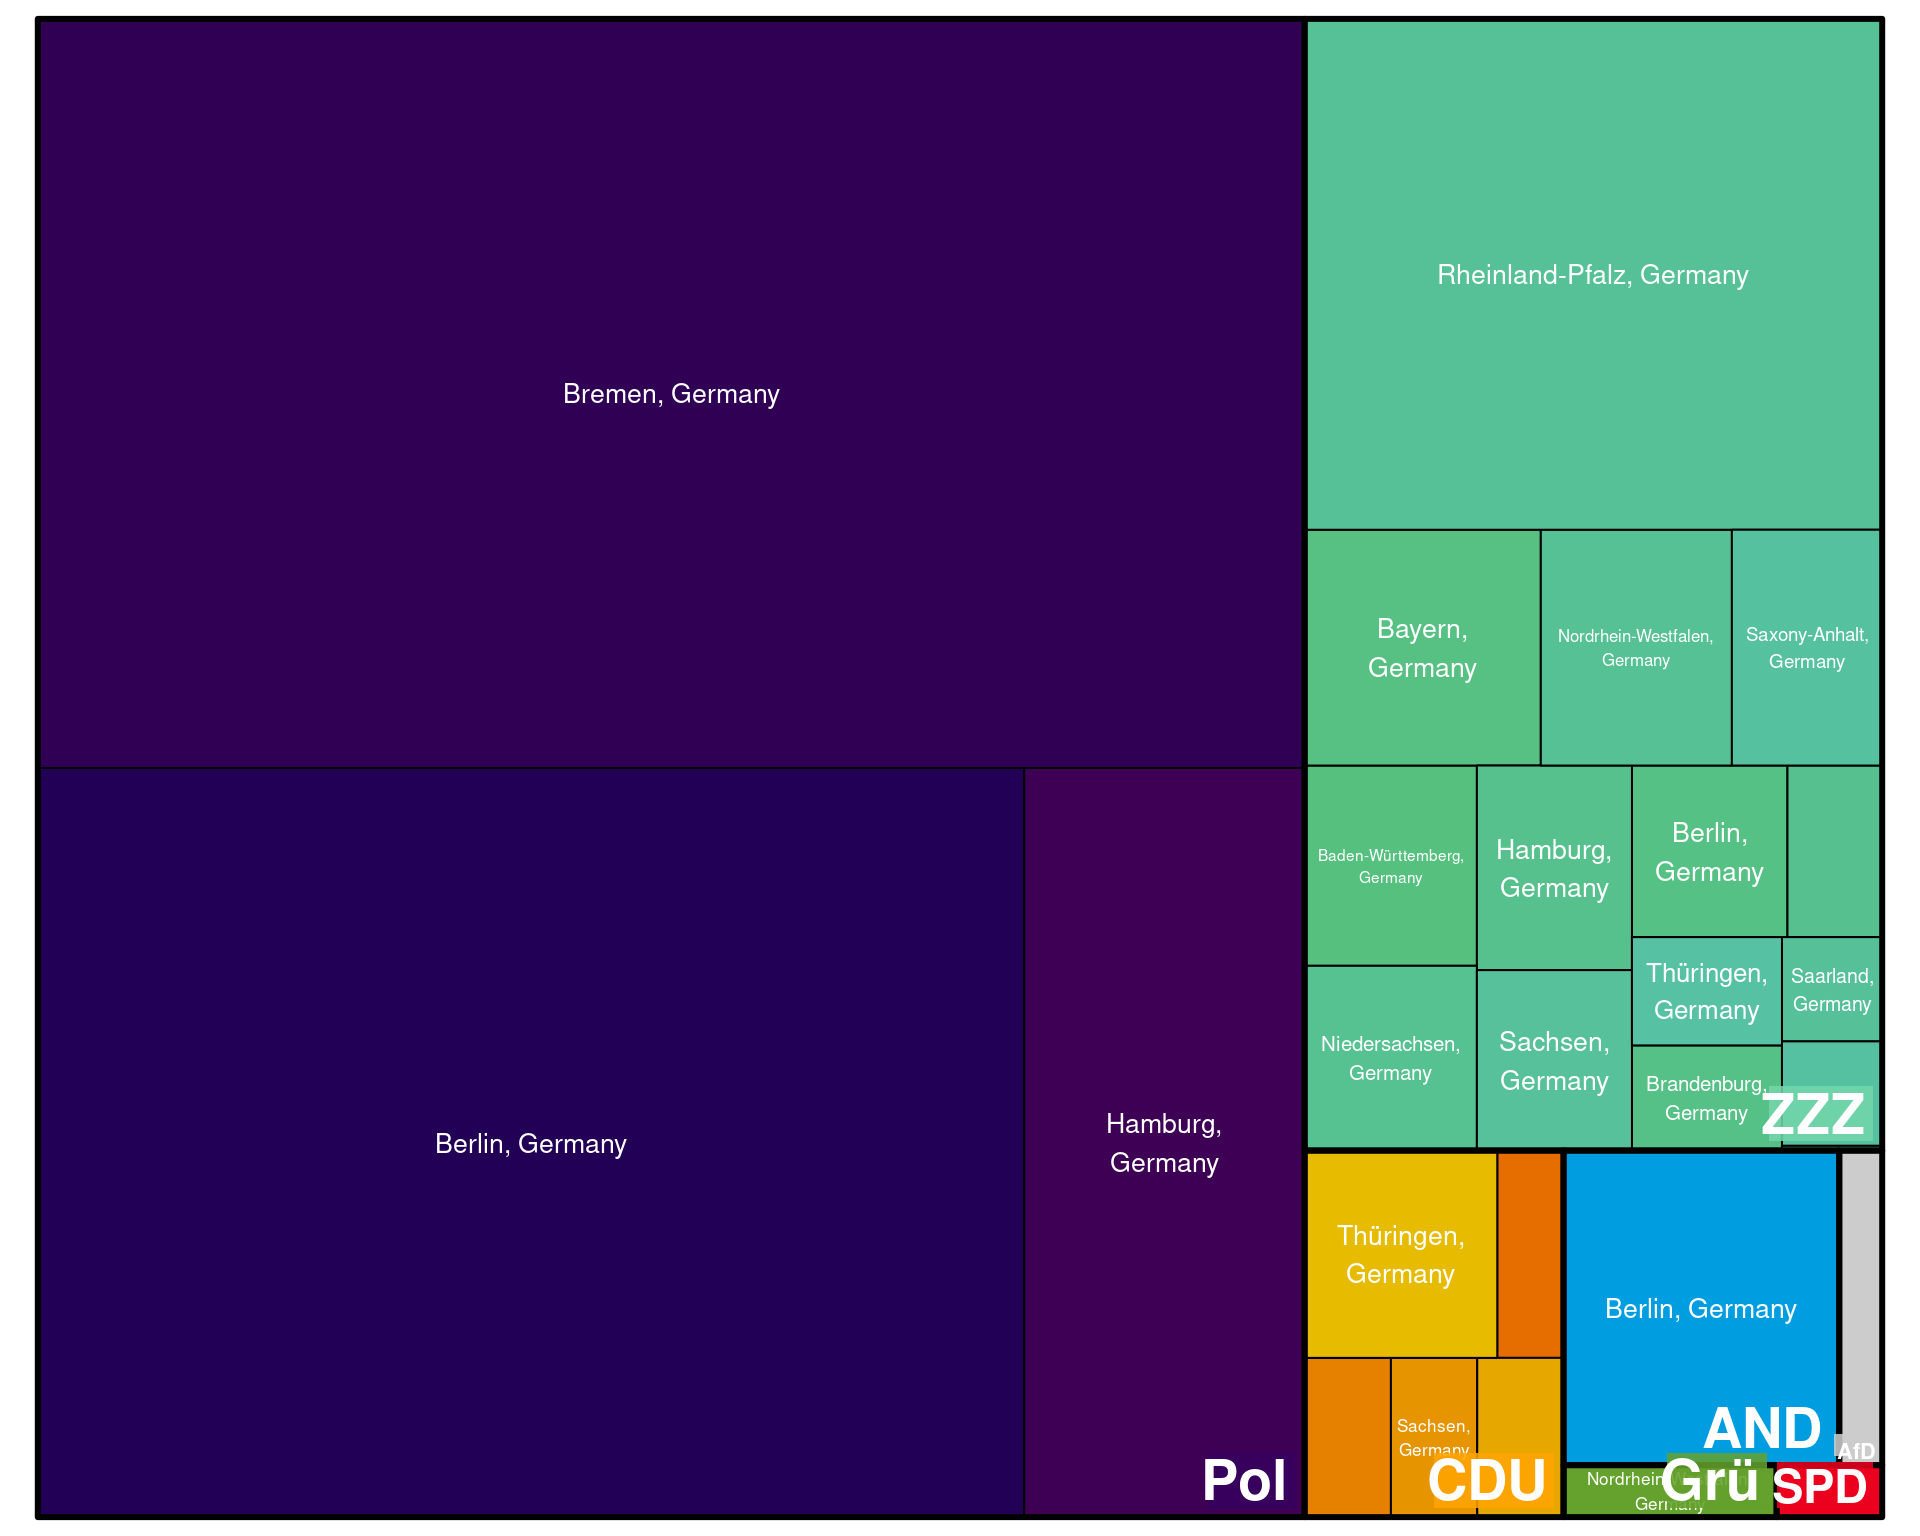 Bremen, Germany
Berlin, Germany
Hamburg,
Germany
Pol
Rheinland-Pfalz, Germany
Bayern,
Germany
Nordrhein-Westfalen,
Germany
Saxony-Anhalt,
Germany
Baden-Württemberg,
Germany
Hamburg,
Germany
Berlin,
Germany
Niedersachsen,
Germany
Sachsen,
Germany
Thüringen,
Germany
Saarland,
Germany
Brandenburg,
Germany
ZZZ
Thüringen,
Germany
Sachsen,
Germany
CDU
Berlin, Germany
AND
AfD
Germany
Grü
SPD